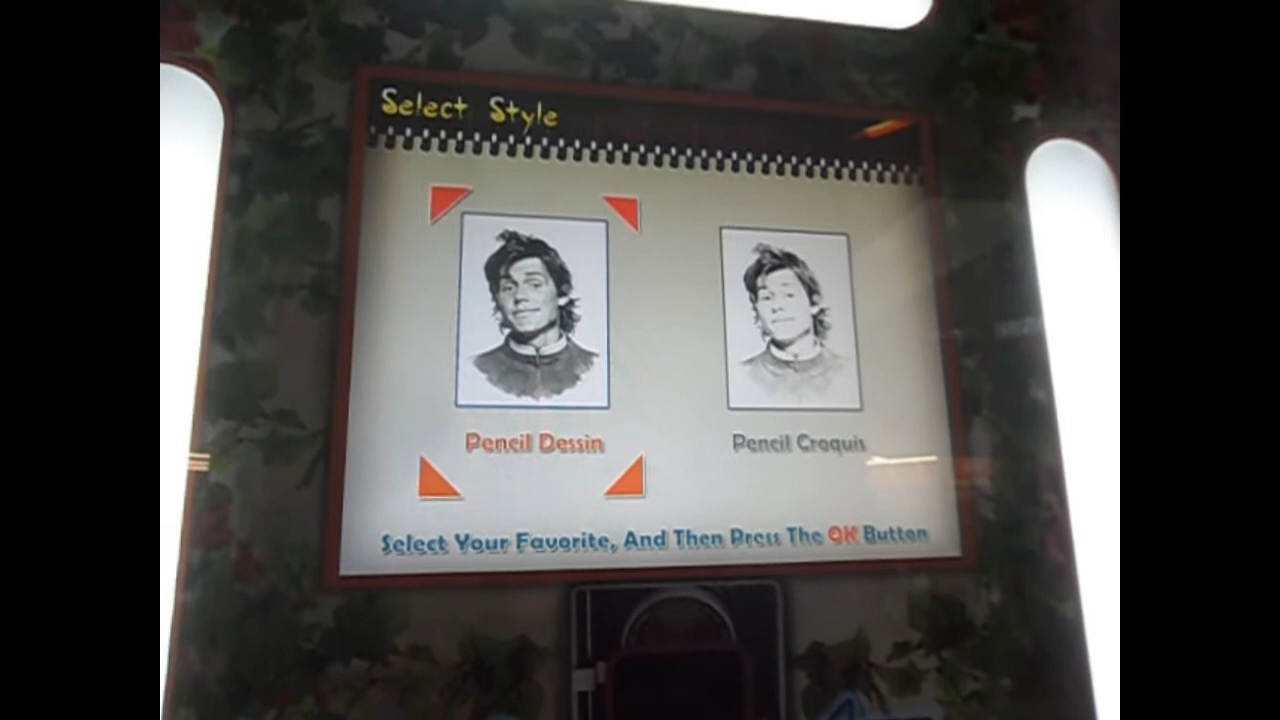 Select Style
Pencil Dessin
Pencil Croquis
Select Your Favorite, And Then Press The OK Button